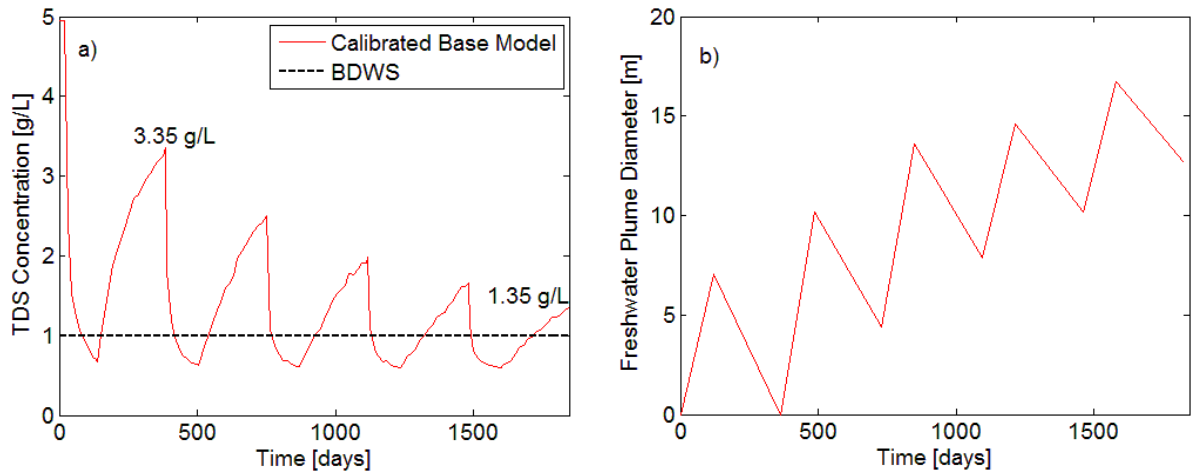 a)
Calibrated Base Model
BDWS
3.35 g/L
1.35 g/L
TDS Concentration [g/L]
5
4
3
2
1
0
0 500 1000 1500
Time [days]
b)
Freshwater Plume Diameter [m]
20
15
10
5
0
0 500 1000 1500
Time [days]